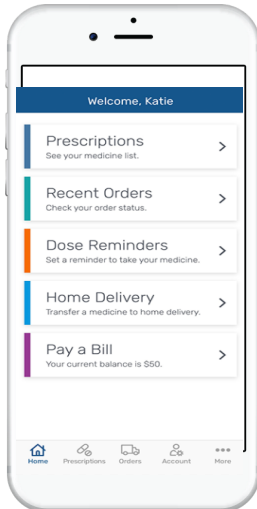 Welcome, Katie
Prescriptions
See your medicine list.
Recent Orders
Check your order status.
Dose Reminders
Set a reminder to take your medicine.
Home Delivery
Transfer a medicine to home delivery.
Pay a Bill
Your current balance is $50.
Home Prescriptions Orders Account More